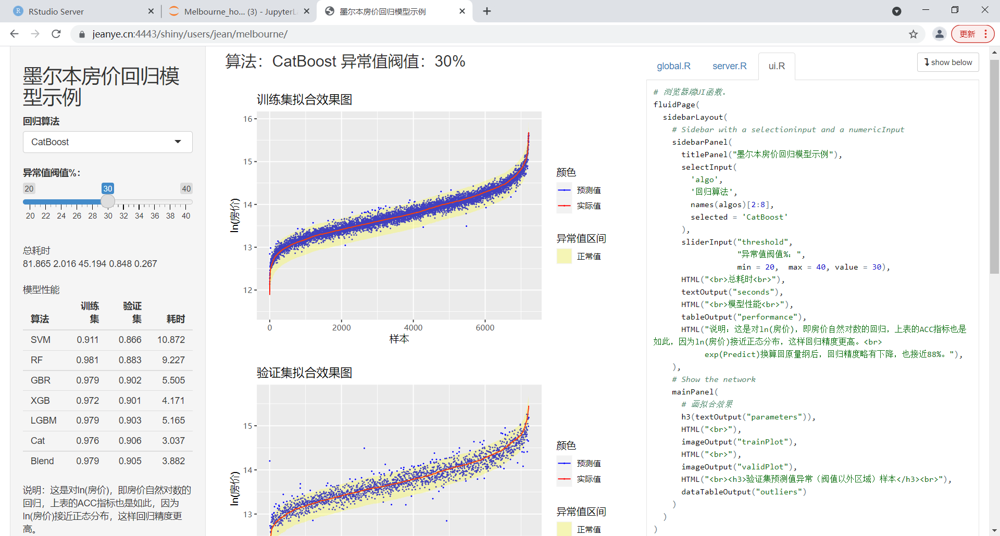 RStudio Server
Melbourne_ho... (3) - JupyterL
墨尔本房价回归模型示例
jeanye.cn:4443/shiny/users/jean/melbourne/
更新
墨尔本房价回归模
型示例
回归算法
CatBoost
异常值阀值%：
20 30 40
20 22 24 26 28 30 32 34 36 38 40
总耗时
81.865 2.016 45.194 0.848 0.267
模型性能
算法 训练集 验证集 耗时
SVM 0.911 0.866 10.872
RF 0.981 0.883 9.227
GBR 0.979 0.902 5.505
XGB 0.972 0.901 4.171
LGBM 0.979 0.903 5.165
Cat 0.976 0.906 3.037
Blend 0.979 0.905 3.882
说明：这是对ln(房价)，即房价自然对数的
回归，上表的ACC指标也是如此，因为
ln(房价)接近正态分布，这样回归精度更
高。
算法：CatBoost 异常值阀值：30%
训练集拟合效果图
16
15
14
13
12
ln(房价)
0 2000 4000 6000
样本
颜色
预测值
实际值
异常值区间
正常值
验证集拟合效果图
15
14
13
ln(房价)
颜色
预测值
实际值
异常值区间
正常值
global.R server.R ui.R
show below
# 浏览器端UI函数。
fluidPage(
sidebarLayout(
# Sidebar with a selectioninput and a numericInput
sidebarPanel(
titlePanel("墨尔本房价回归模型示例"),
selectInput(
'algo',
'回归算法',
names(algos)[2:8],
selected = 'CatBoost'
),
sliderInput("threshold",
"异常值阀值%：",
min = 20, max = 40, value = 30),
HTML("<br>总耗时<br>"),
textOutput("seconds"),
HTML("<br>模型性能<br>"),
tableOutput("performance"),
HTML("说明：这是对ln(房价)，即房价自然对数的回归，上表的ACC指标也是
如此，因为ln(房价)接近正态分布，这样回归精度更高。<br>
exp(Predict)换算回原量纲后，回归精度略有下降，也接近88%。"),
),
# Show the network
mainPanel(
# 画拟合效果
h3(textOutput("parameters")),
HTML("<br>"),
imageOutput("trainPlot"),
HTML("<br>"),
imageOutput("validPlot"),
HTML("<br><h3>验证集预测值异常（阀值以外区域）样本</h3><br>"),
dataTableOutput("outliers")
)
)
)